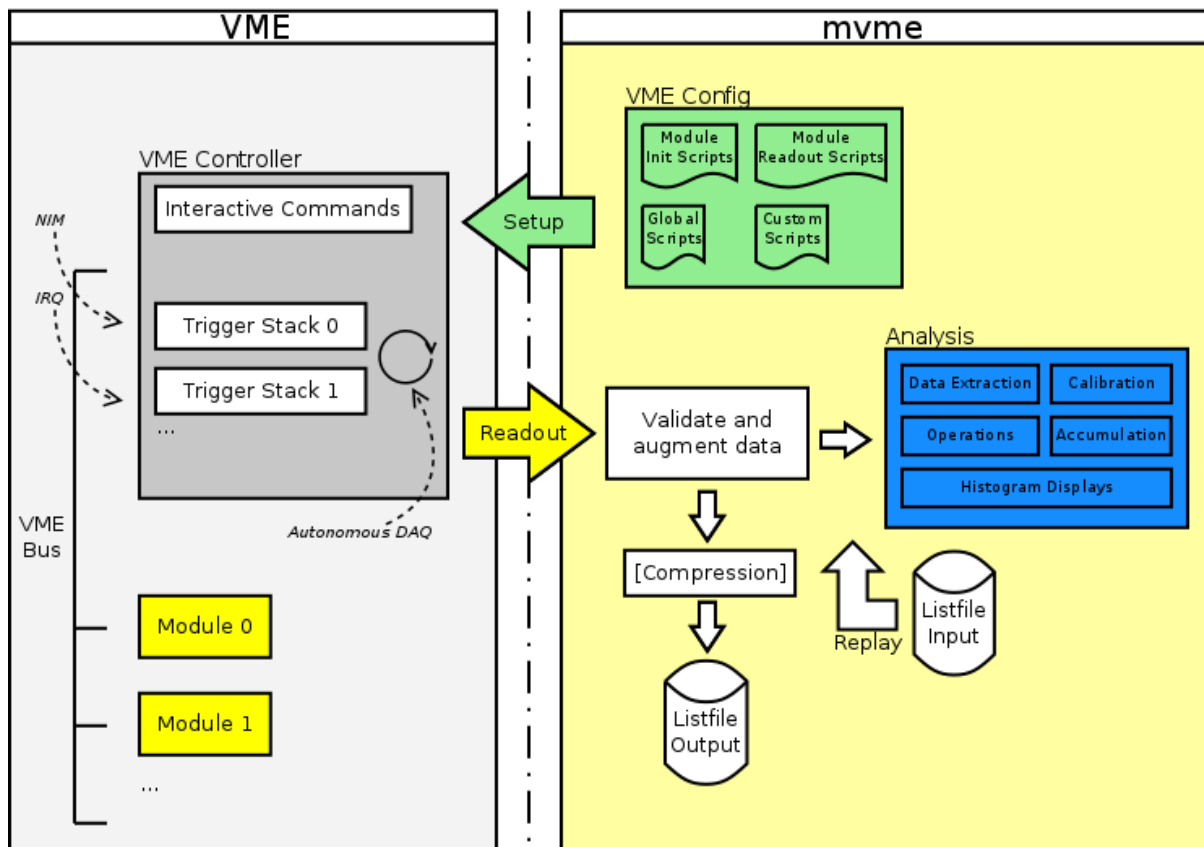 VME
mvme
VME Config
Module
Init Scripts
Module
Readout Scripts
Global
Scripts
Custom
Scripts
VME Controller
Interactive Commands
Setup
NIM
IRQ
Trigger Stack 0
Trigger Stack 1
...
Readout
Validate and
augment data
Analysis
Data Extraction
Calibration
Operations
Accumulation
Histogram Displays
Autonomous DAQ
VME
Bus
[Compression]
Replay
Listfile
Input
Module 0
Module 1
...
Listfile
Output